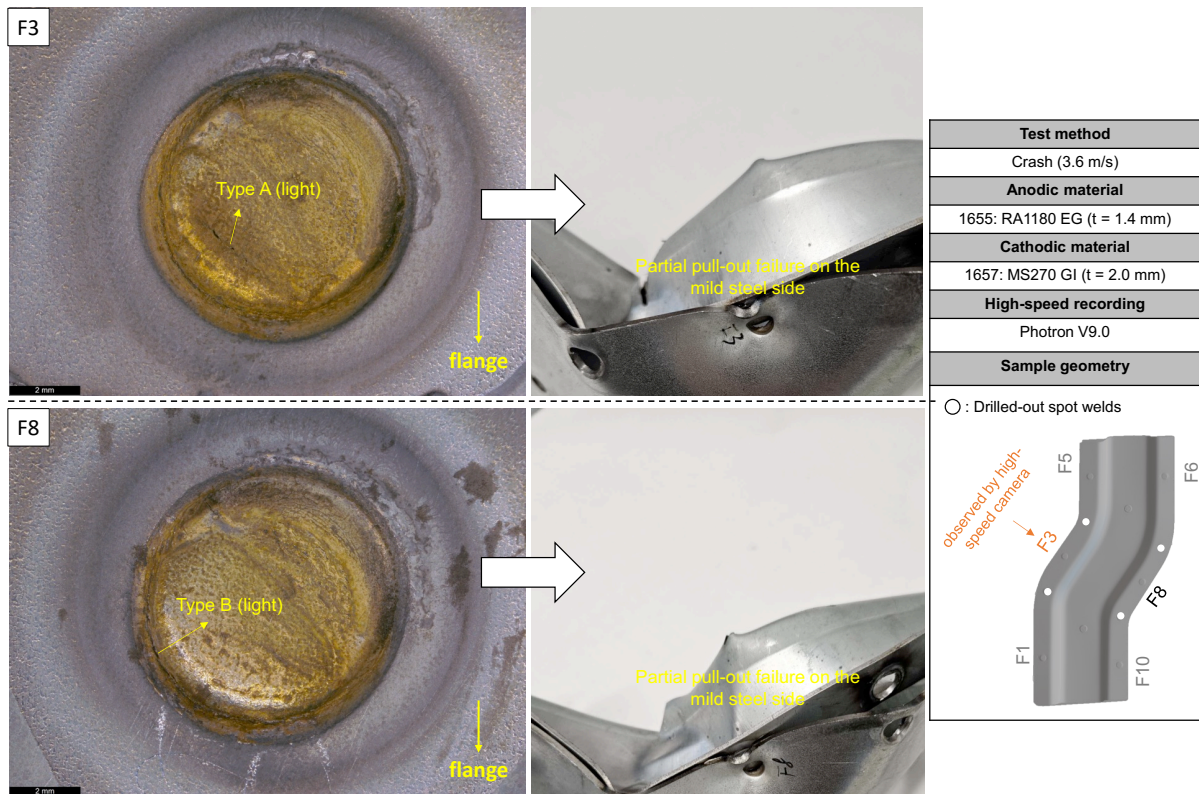 F3
Type A (light)
flange
2 mm
Partial pull-out failure on the
mild steel side
F3
F8
Type B (light)
flange
2 mm
Partial pull-out failure on the
mild steel side
F8
Test method
Crash (3.6 m/s)
Anodic material
1655: RA1180 EG (t = 1.4 mm)
Cathodic material
1657: MS270 GI (t = 2.0 mm)
High-speed recording
Photron V9.0
Sample geometry
: Drilled-out spot welds
observed by high-
speed camera
F5
F6
F3
F8
F1
F10